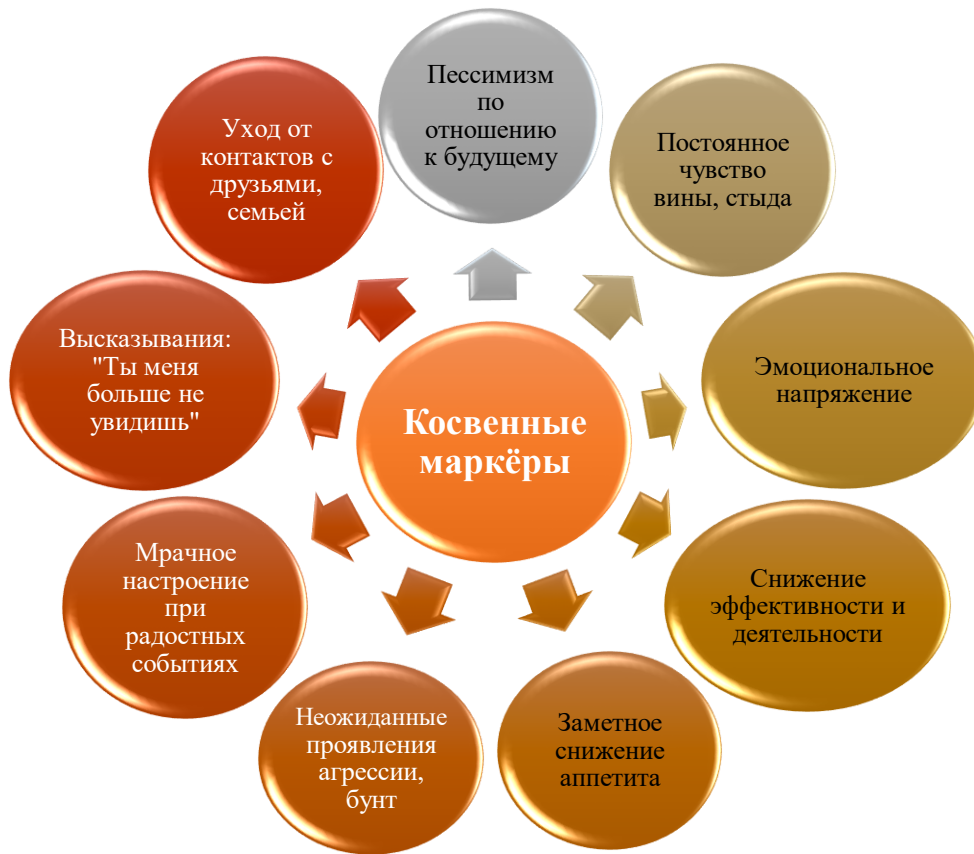 Пессимизм
по
отношению
к будущему
Постоянное
чувство
вины, стыда
Эмоциональное
напряжение
Снижение
эффективности и
деятельности
Заметное
снижение
аппетита
Неожиданные
проявления
агрессии,
бунт
Мрачное
настроение
при
радостных
событиях
Высказывания:
"Ты меня
больше не
увидишь"
Уход от
контактов с
друзьями,
семьей
Косвенные
маркёры